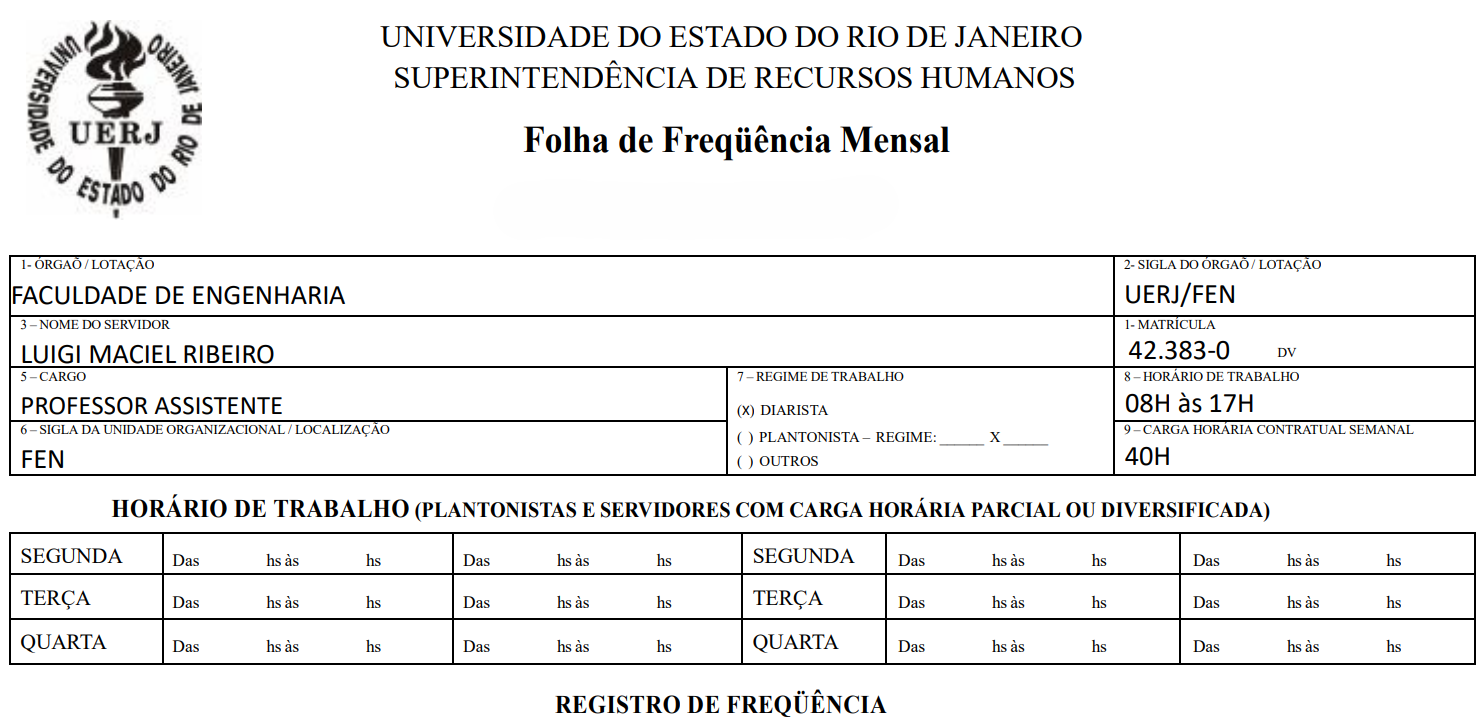 UNIVERSIDADE DO ESTADO DO RIO DE JANEIRO
UERJ
UNIVERSIDADE DO ESTADO DO RIO DE JANEIRO
SUPERINTENDÊNCIA DE RECURSOS HUMANOS
Folha de Freqüência Mensal
1- ÓRGAÕ / LOTAÇÃO
FACULDADE DE ENGENHARIA
2- SIGLA DO ÓRGAÕ / LOTAÇÃO
UERJ/FEN
3 – NOME DO SERVIDOR
LUIGI MACIEL RIBEIRO
1- MATRÍCULA
42.383-0 DV
5 – CARGO
PROFESSOR ASSISTENTE
6 – SIGLA DA UNIDADE ORGANIZACIONAL / LOCALIZAÇÃO
FEN
7 – REGIME DE TRABALHO
(X) DIARISTA
( ) PLANTONISTA – REGIME: ______ X ______
( ) OUTROS
8 – HORÁRIO DE TRABALHO
08H às 17H
9 – CARGA HORÁRIA CONTRATUAL SEMANAL
40H
HORÁRIO DE TRABALHO (PLANTONISTAS E SERVIDORES COM CARGA HORÁRIA PARCIAL OU DIVERSIFICADA)
SEGUNDA Das hs às hs Das hs às hs SEGUNDA Das hs às hs Das hs às hs
TERÇA Das hs às hs Das hs às hs TERÇA Das hs às hs Das hs às hs
QUARTA Das hs às hs Das hs às hs QUARTA Das hs às hs Das hs às hs
REGISTRO DE FREQÜÊNCIA